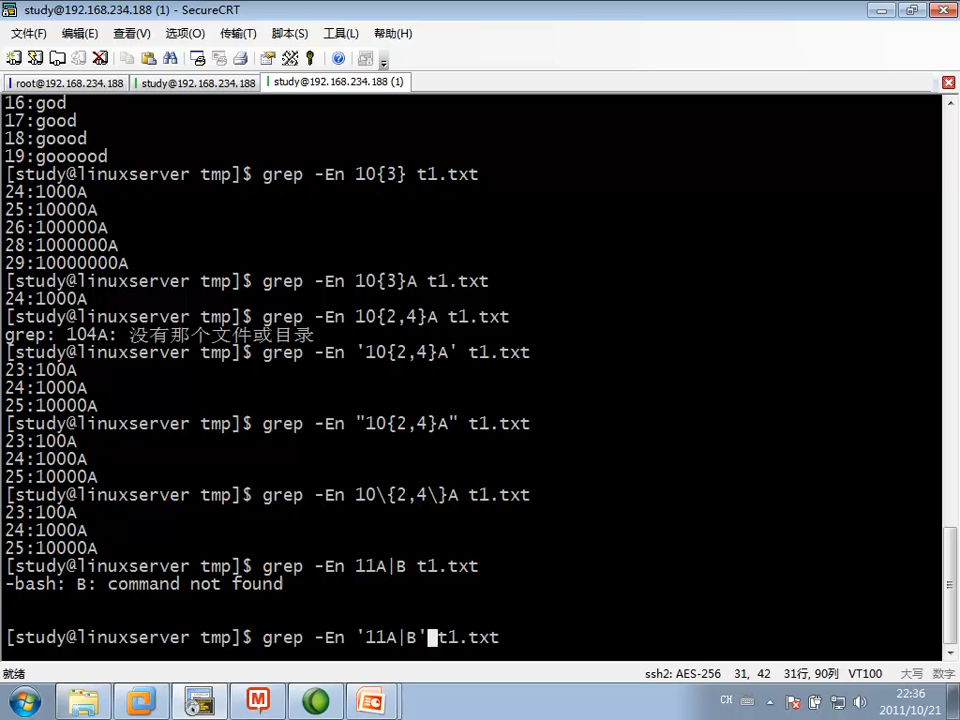 study@192.168.234.188 (1) - SecureCRT
文件(F) 编辑(E) 查看(V) 选项(O) 传输(T) 脚本(S) 工具(L) 帮助(H)
root@192.168.234.188 study@192.168.234.188 study@192.168.234.188 (1)
16:god
17:good
18:goood
19:goooood
[study@linuxserver tmp]$ grep -En 10{3} t1.txt
24:1000A
25:10000A
26:100000A
28:1000000A
29:10000000A
[study@linuxserver tmp]$ grep -En 10{3}A t1.txt
24:1000A
[study@linuxserver tmp]$ grep -En 10{2,4}A t1.txt
grep: 104A: 没有那个文件或目录
[study@linuxserver tmp]$ grep -En '10{2,4}A' t1.txt
23:100A
24:1000A
25:10000A
[study@linuxserver tmp]$ grep -En "10{2,4}A" t1.txt
23:100A
24:1000A
25:10000A
[study@linuxserver tmp]$ grep -En 10\{2,4\}A t1.txt
23:100A
24:1000A
25:10000A
[study@linuxserver tmp]$ grep -En 11A|B t1.txt
-bash: B: command not found
[study@linuxserver tmp]$ grep -En '11A|B' t1.txt
就绪 ssh2: AES-256 31, 42 31行, 90列 VT100 大写 数字
CH 22:36
2011/10/21